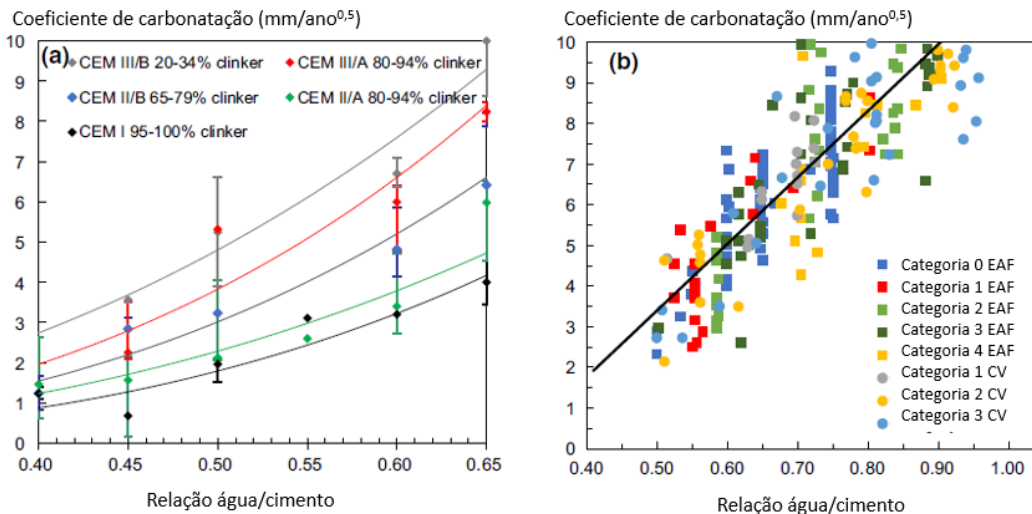 Coeficiente de carbonatação (mm/ano0,5)
(a)
CEM III/B 20-34% clinker
CEM III/A 80-94% clinker
CEM II/B 65-79% clinker
CEM II/A 80-94% clinker
CEM I 95-100% clinker
10
9
8
7
6
5
4
3
2
1
0
0.40
0.45
0.50
0.55
0.60
0.65
Relação água/cimento
Coeficiente de carbonatação (mm/ano0,5)
(b)
10
9
8
7
6
5
4
3
2
1
0
Categoria 0 EAF
Categoria 1 EAF
Categoria 2 EAF
Categoria 3 EAF
Categoria 4 EAF
Categoria 1 CV
Categoria 2 CV
Categoria 3 CV
0.40
0.50
0.60
0.70
0.80
0.90
1.00
Relação água/cimento